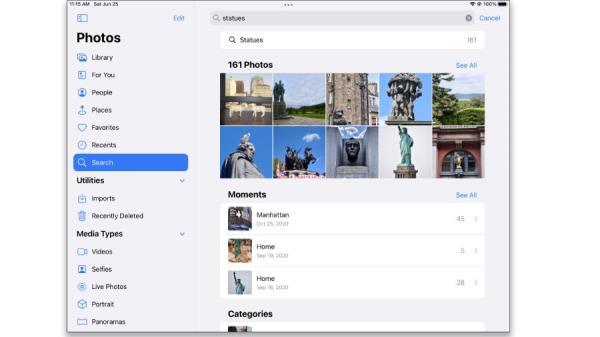 11:15 AM Sat Jun 25
100%
Edit
Photos
Library
For You
People
Places
Favorites
Recents
Search
Utilities
Imports
Recently Deleted
Media Types
Videos
Selfies
Live Photos
Portrait
Panoramas
statues
Cancel
Statues 161
161 Photos See All
Moments See All
Manhattan
Oct 25, 2020
45
Home
Sep 19, 2020
5
Home
Sep 16, 2020
28
Categories